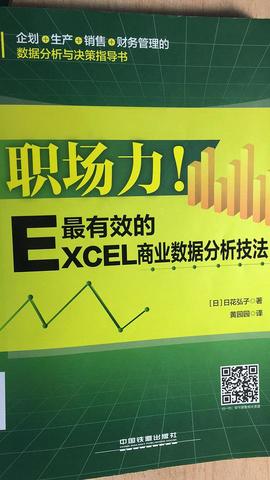 企划+生产+销售+财务管理的
数据分析与决策指导书
职场力！
最有效的
EXCEL商业数据分析技法
[日]日花弘子 著
黄园园 译
中国铁道出版社